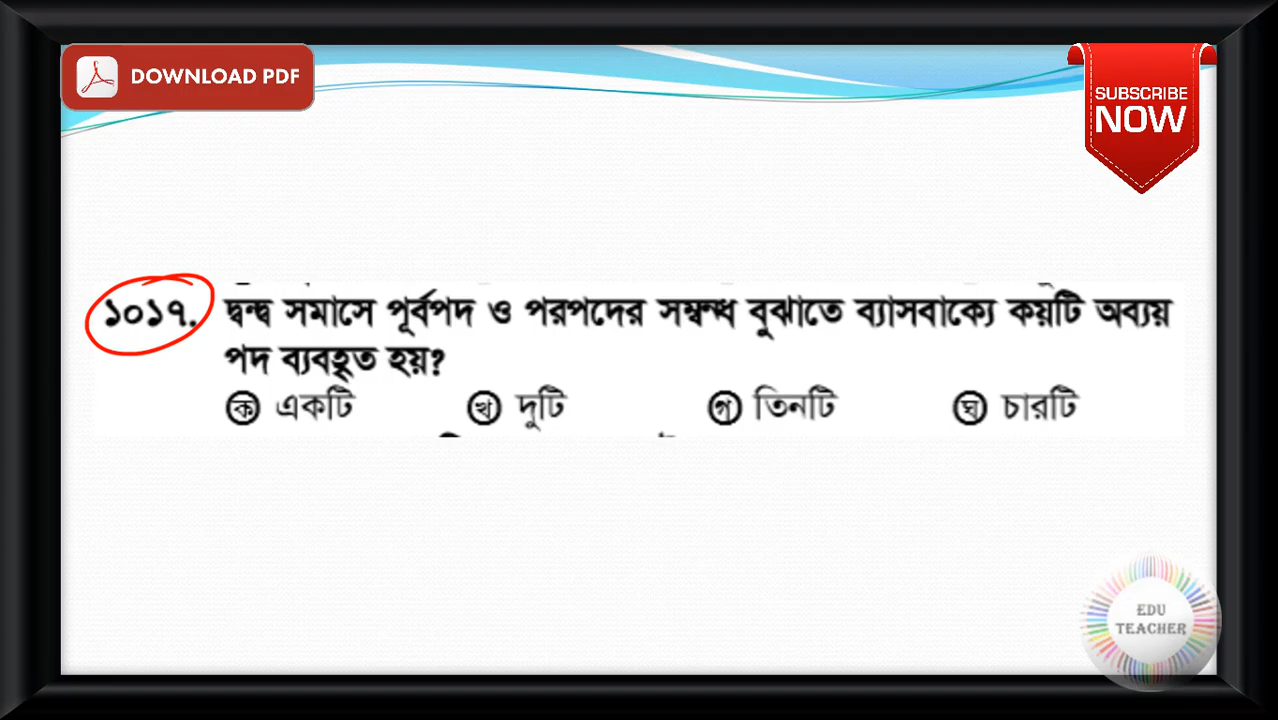 DOWNLOAD PDF
SUBSCRIBE
NOW
১০১৭. দ্বন্দ্ব সমাসে পূর্বপদ ও পরপদের সম্বন্ধ বুঝাতে ব্যাসবাক্যে কয়টি অব্যয়
পদ ব্যবহৃত হয়?
ক একটি খ দুটি গ তিনটি ঘ চারটি
EDU
TEACHER